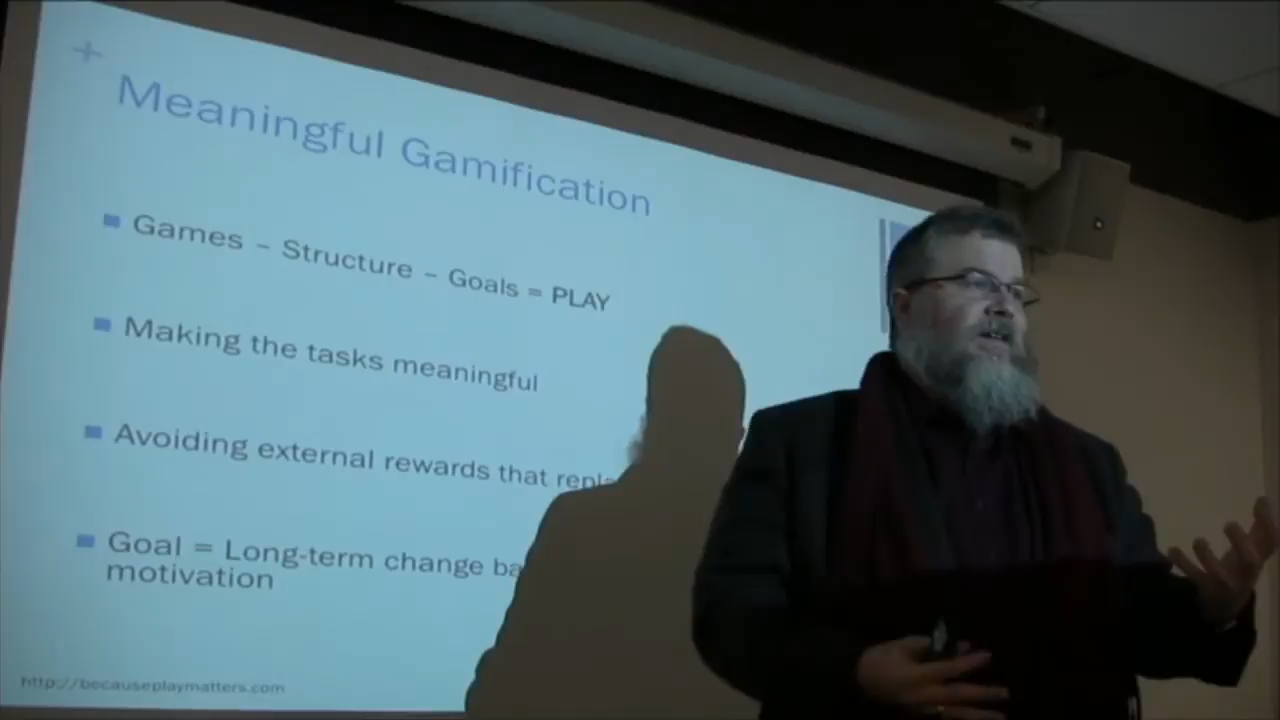 +
Meaningful Gamification
Games – Structure – Goals = PLAY
Making the tasks meaningful
Avoiding external rewards that
Goal = Long-term change
motivation
http://becauseplaymatters.com